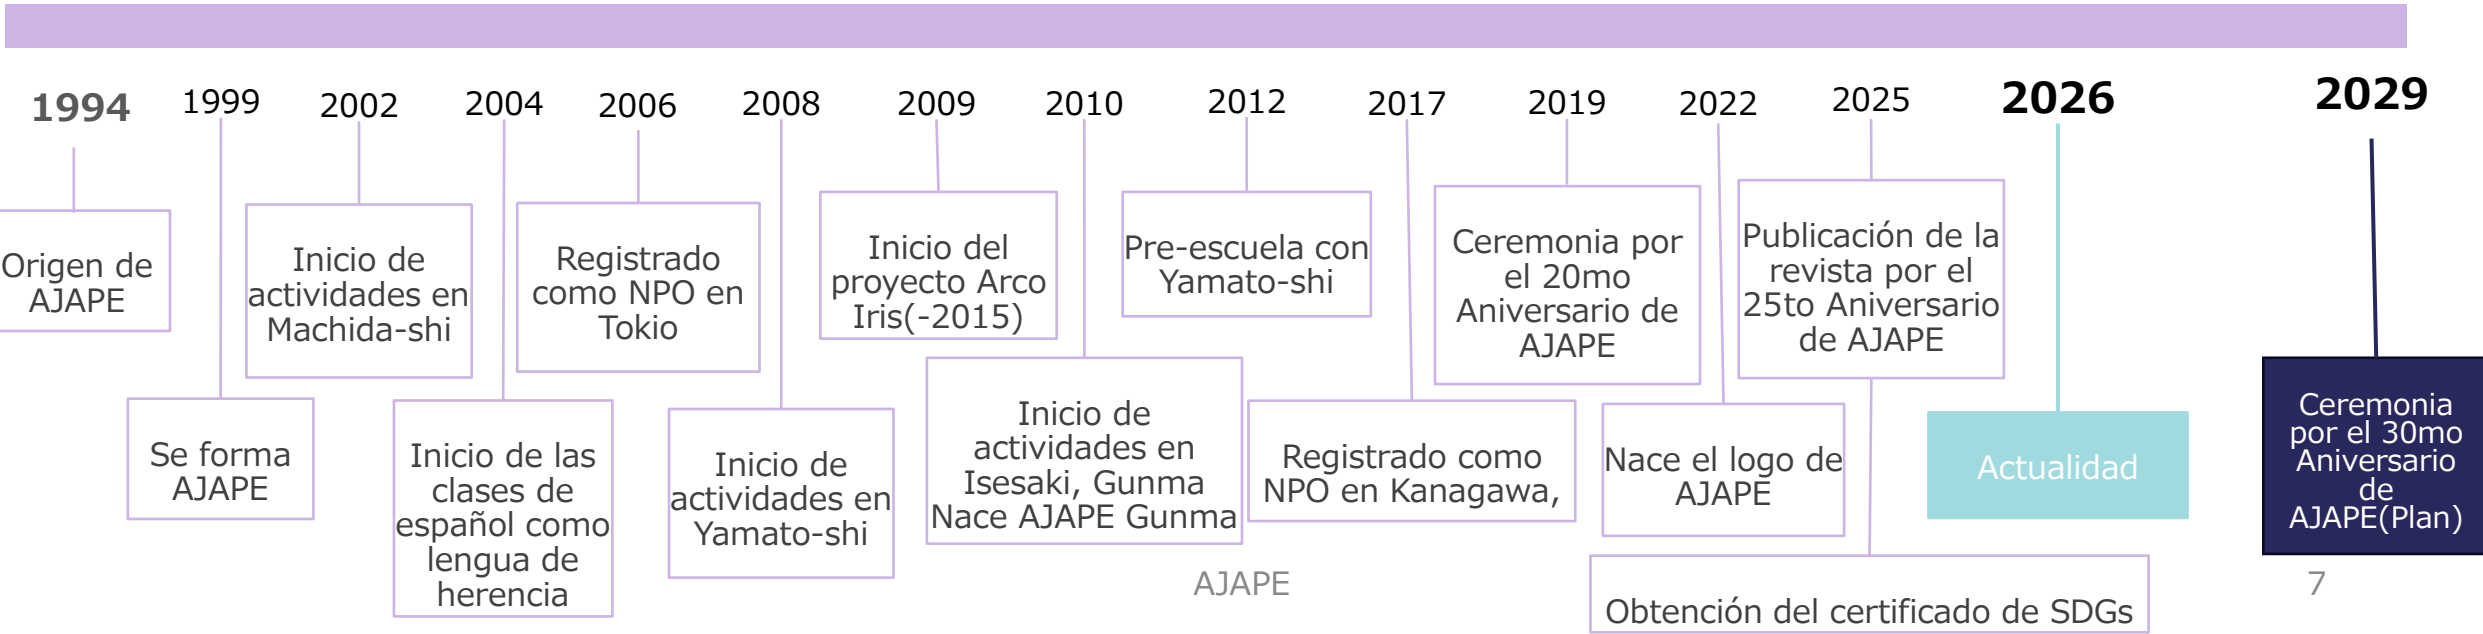 1994
1999
2002
2004
2006
2008
2009
2010
2012
2017
2019
2022
2025
2026
2029
Origen de
AJAPE
Se forma
AJAPE
Inicio de
actividades en
Machida-shi
Inicio de las
clases de
español como
lengua de
herencia
Registrado
como NPO en
Tokio
Inicio de
actividades en
Yamato-shi
Inicio del
proyecto Arco
Iris(-2015)
Inicio de
actividades en
Isesaki, Gunma
Nace AJAPE Gunma
Pre-escuela con
Yamato-shi
Registrado como
NPO en Kanagawa,
Ceremonia por
el 20mo
Aniversario de
AJAPE
Nace el logo de
AJAPE
Publicación de la
revista por el
25to Aniversario
de AJAPE
Obtención del certificado de SDGs
Actualidad
Ceremonia
por el 30mo
Aniversario
de
AJAPE(Plan)
AJAPE
7